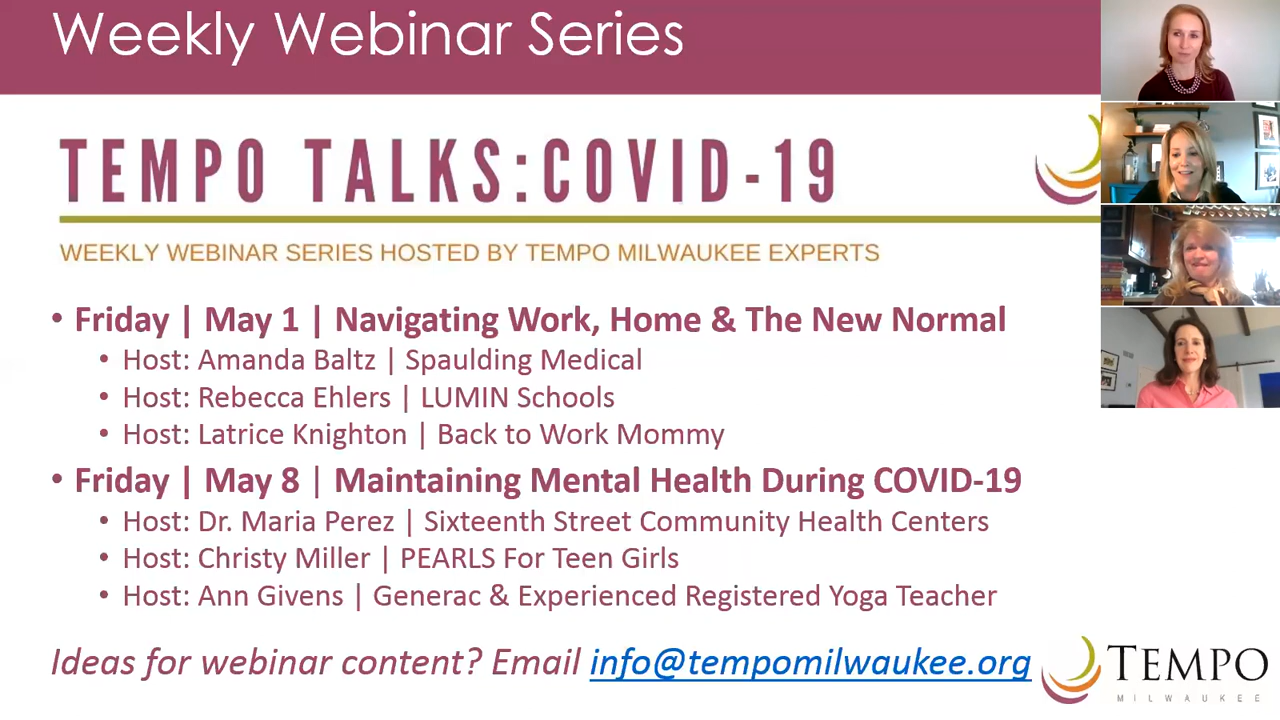 Weekly Webinar Series
TEMPO TALKS:COVID-19
WEEKLY WEBINAR SERIES HOSTED BY TEMPO MILWAUKEE EXPERTS
• Friday | May 1 | Navigating Work, Home & The New Normal
• Host: Amanda Baltz | Spaulding Medical
• Host: Rebecca Ehlers | LUMIN Schools
• Host: Latrice Knighton | Back to Work Mommy
• Friday | May 8 | Maintaining Mental Health During COVID-19
• Host: Dr. Maria Perez | Sixteenth Street Community Health Centers
• Host: Christy Miller | PEARLS For Teen Girls
• Host: Ann Givens | Generac & Experienced Registered Yoga Teacher
Ideas for webinar content? Email info@tempomilwaukee.org
TEMPO
MILWAUKEE